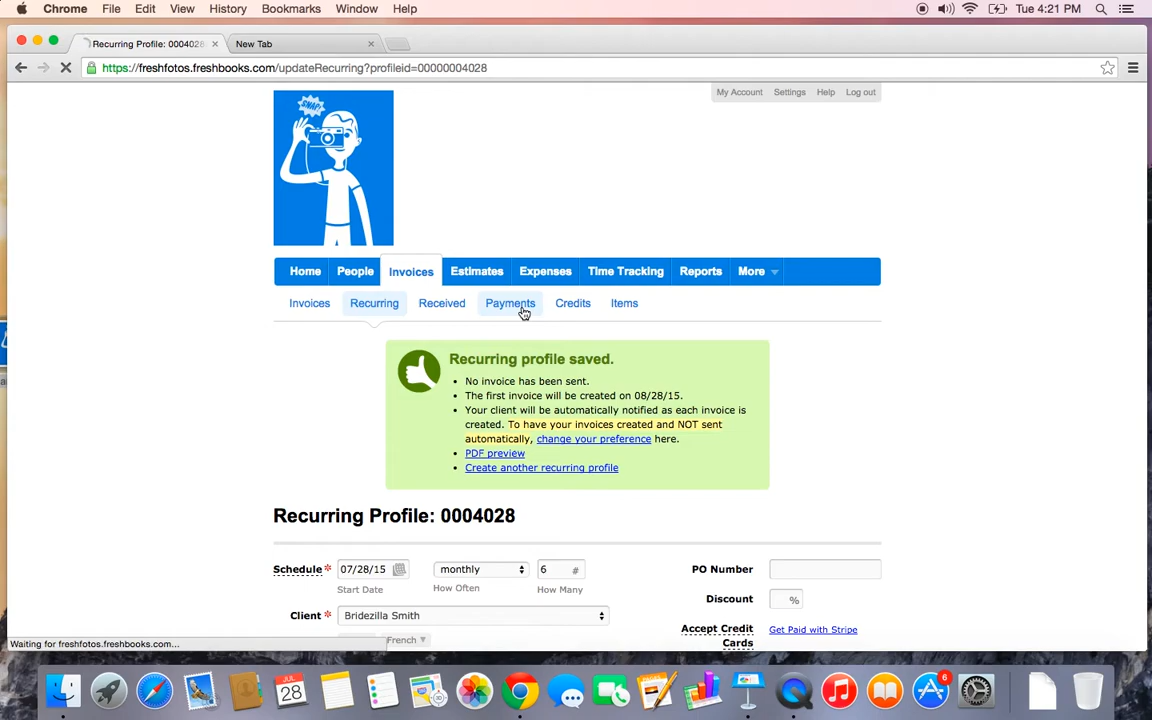 Chrome File Edit View History Bookmarks Window Help Tue 4:21 PM
Recurring Profile: 0004028 New Tab
https://freshfotos.freshbooks.com/updateRecurring?profileid=00000004028
My Account Settings Help Log out
SNAP!
Home People Invoices Estimates Expenses Time Tracking Reports More
Invoices Recurring Received Payments Credits Items
Recurring profile saved.
• No invoice has been sent.
• The first invoice will be created on 08/28/15.
• Your client will be automatically notified as each invoice is
created. To have your invoices created and NOT sent
automatically, change your preference here.
• PDF preview
• Create another recurring profile
Recurring Profile: 0004028
Schedule* 07/28/15 monthly 6 # PO Number
Start Date How Often How Many
Discount %
Client * Bridezilla Smith
Accept Credit Get Paid with Stripe
Cards
French
Waiting for freshfotos.freshbooks.com...
JUL
28
6